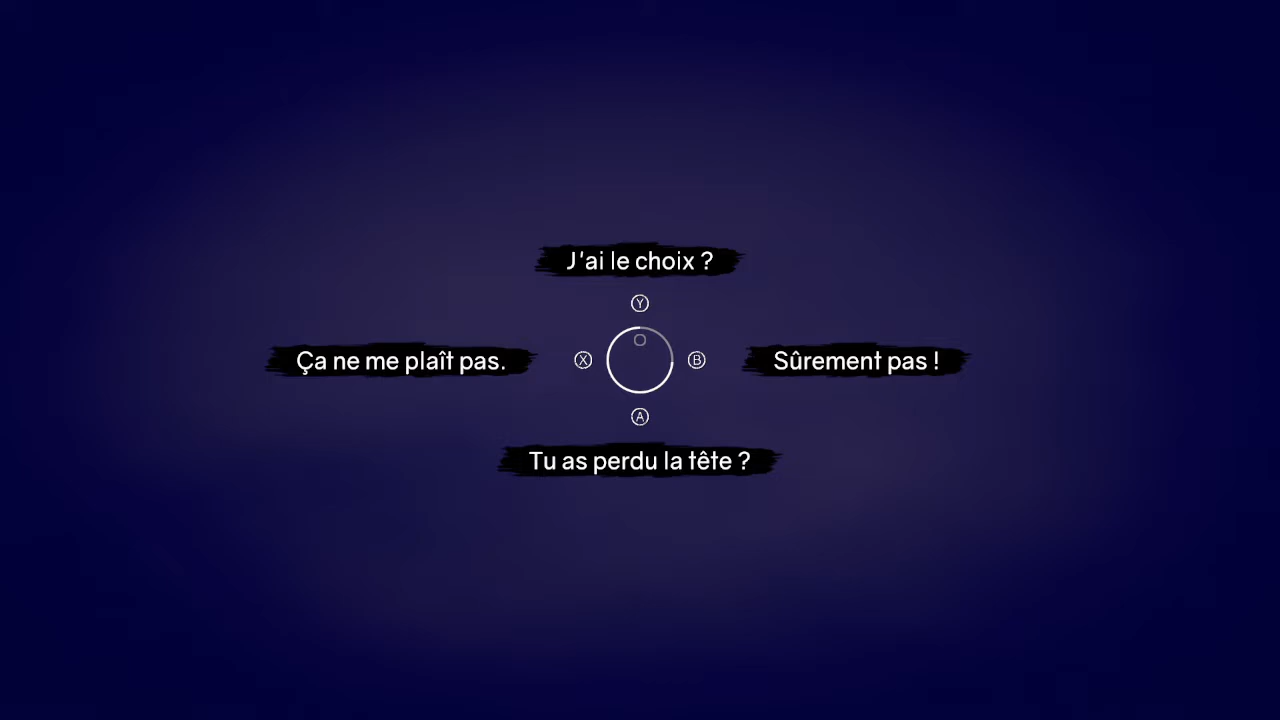 J'ai le choix ?
Y
Ça ne me plaît pas.
X
B
Sûrement pas !
A
Tu as perdu la tête ?